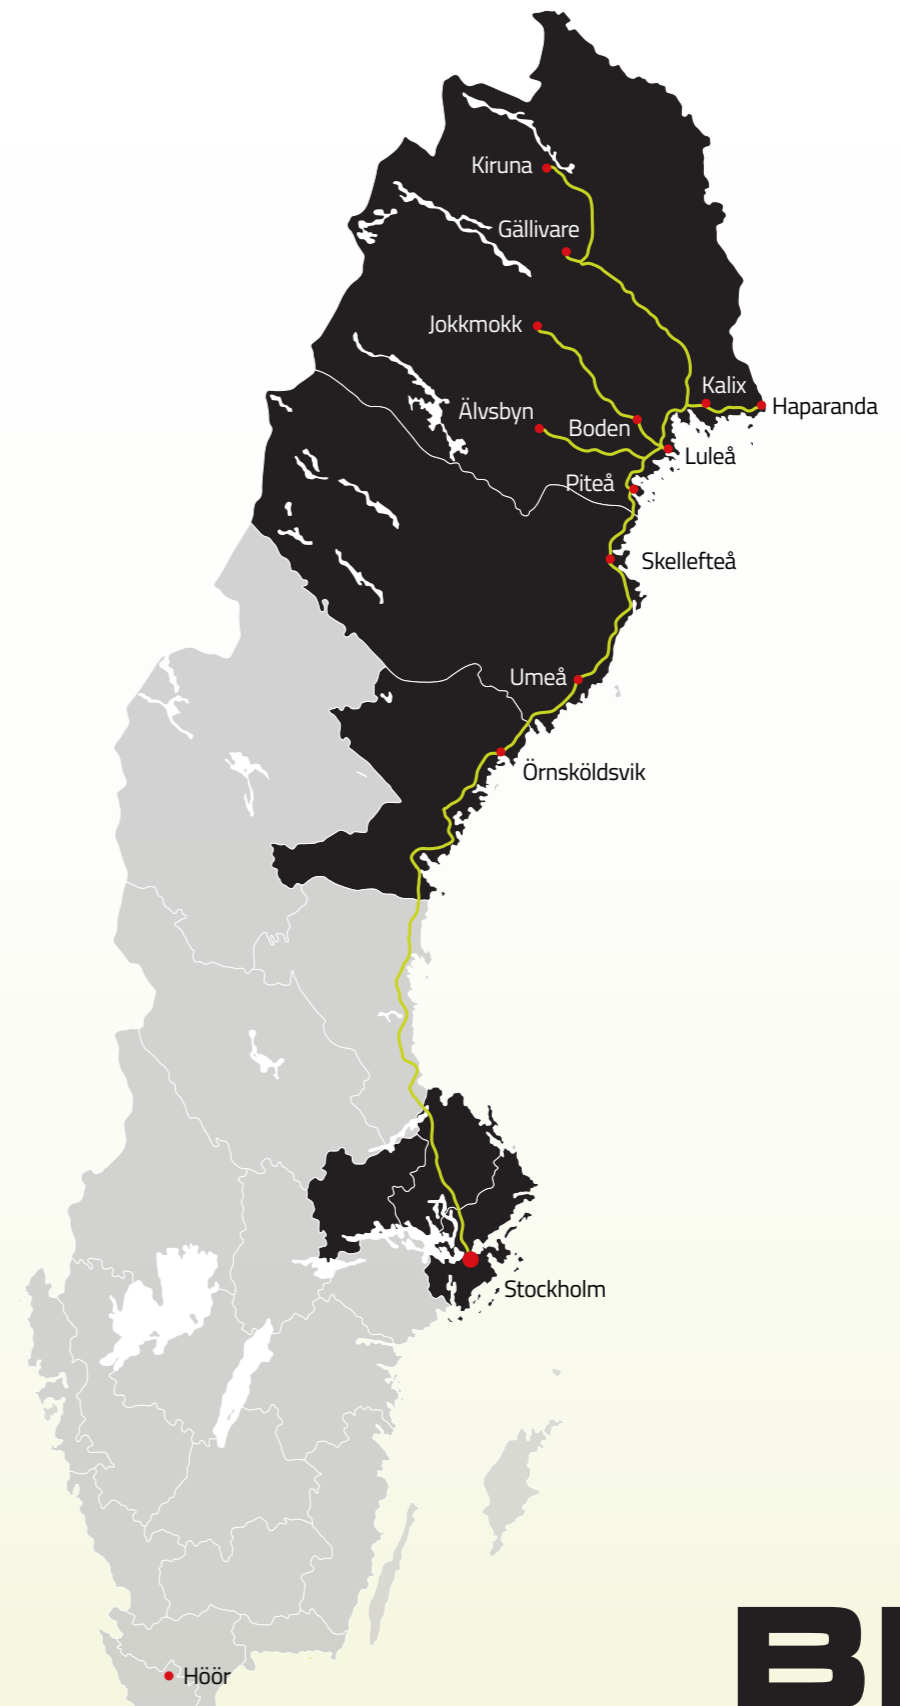 Kiruna
Gällivare
Jokkmokk
Kalix
Haparanda
Älvsbyn
Boden
Luleå
Piteå
Skellefteå
Umeå
Örnsköldsvik
Stockholm
Höör